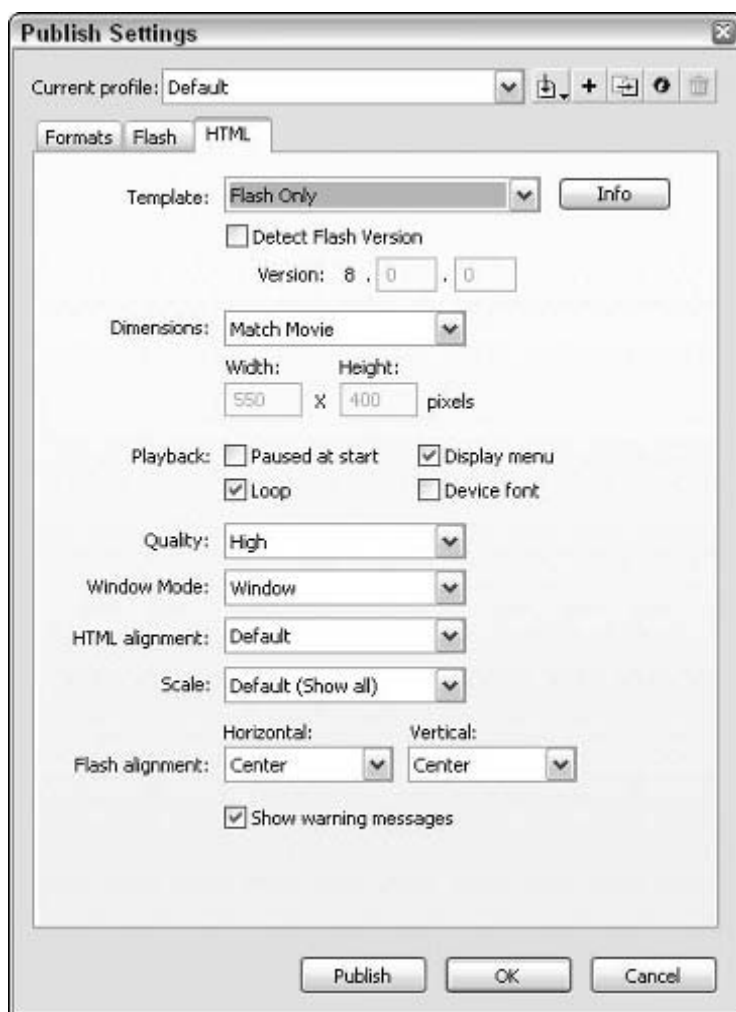 Publish Settings
Current profile: Default
Formats Flash HTML
Template: Flash Only Info
Detect Flash Version
Version: 8 . 0 . 0
Dimensions: Match Movie
Width: Height:
550 X 400 pixels
Playback: Paused at start Display menu
Loop Device font
Quality: High
Window Mode: Window
HTML alignment: Default
Scale: Default (Show all)
Horizontal: Vertical:
Flash alignment: Center Center
Show warning messages
Publish OK Cancel